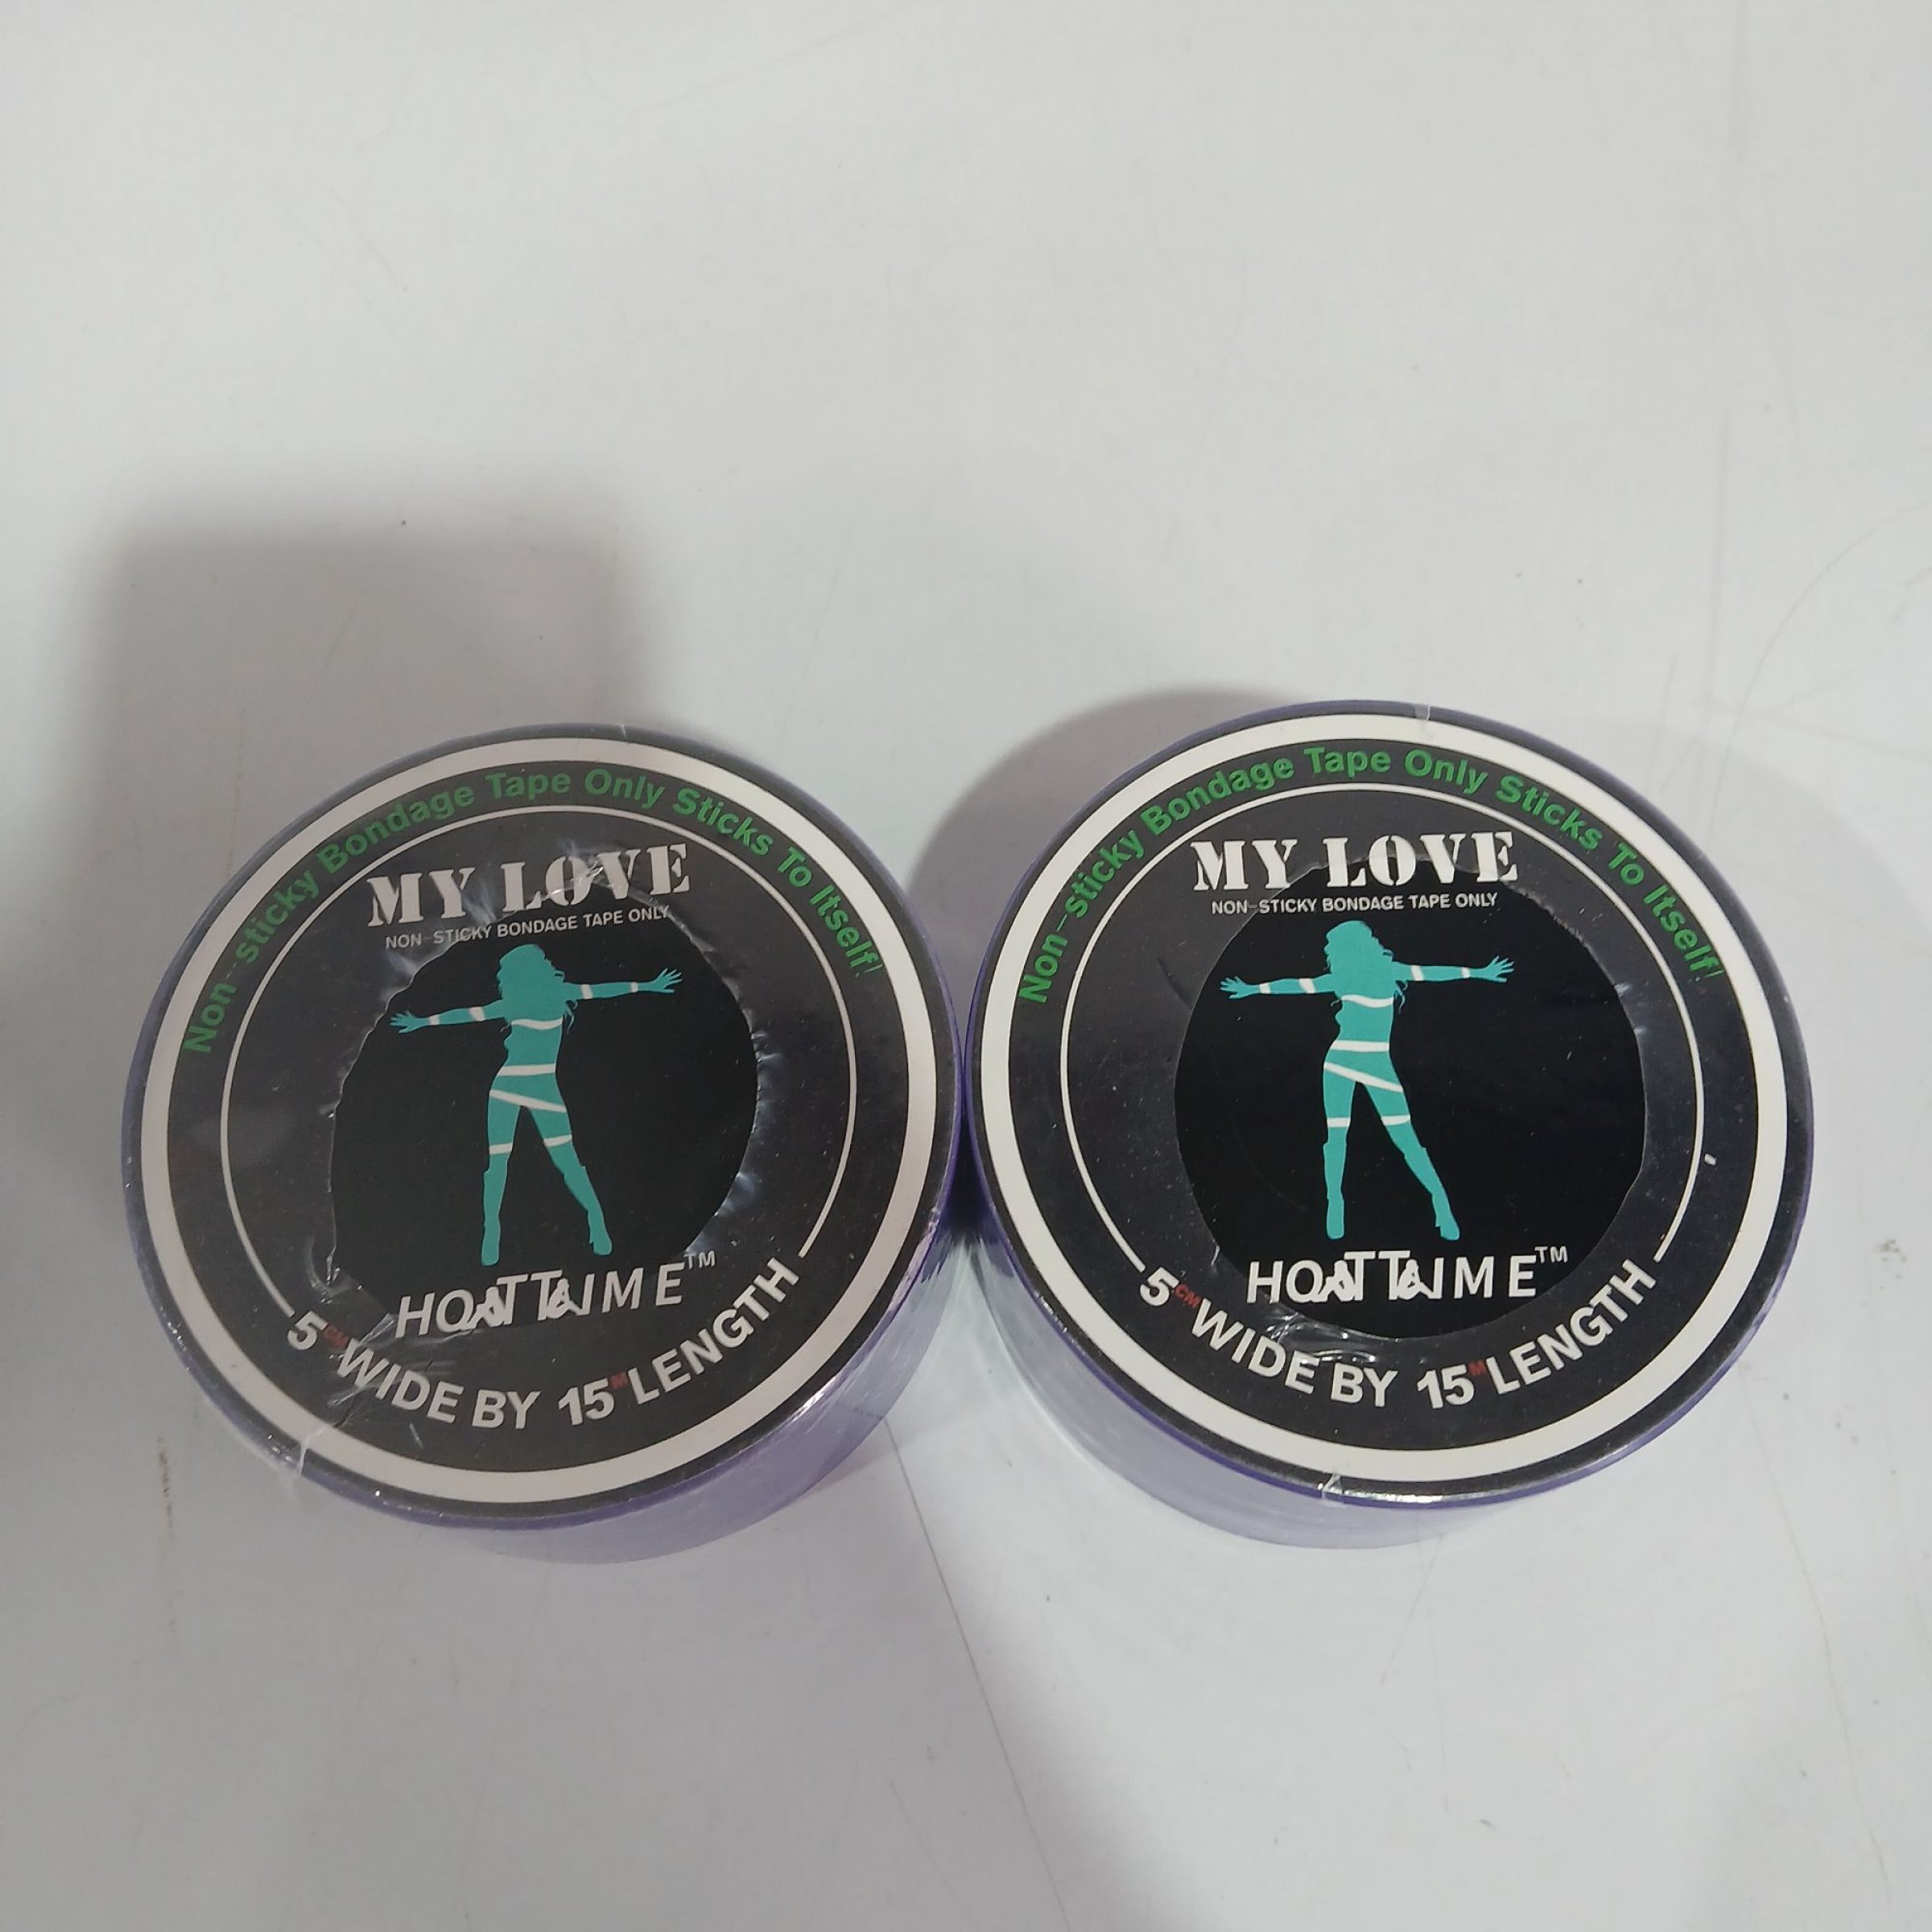 Non-sticky Bondage Tape Only Sticks To Itself!
MY LOVE
NON-STICKY BONDAGE TAPE ONLY
TM
5CM WIDE BY 15M LENGTH
Non-sticky Bondage Tape Only Sticks To Itself!
MY LOVE
NON-STICKY BONDAGE TAPE ONLY
TM
5CM WIDE BY 15M LENGTH